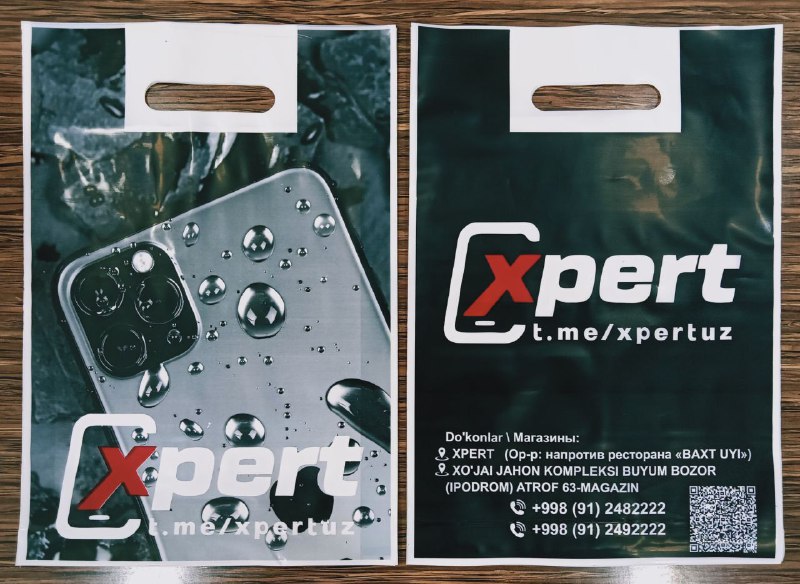 xpert
t.me/xpertuz
xpert
t.me/xpertuz
Do'konlar \ Магазины:
XPERT (Ор-р: напротив ресторана «BAXT UYI»)
XO'JAI JAHON KOMPLEKSI BUYUM BOZOR
(IPODROM) ATROF 63-MAGAZIN
+998 (91) 2482222
+998 (91) 2492222